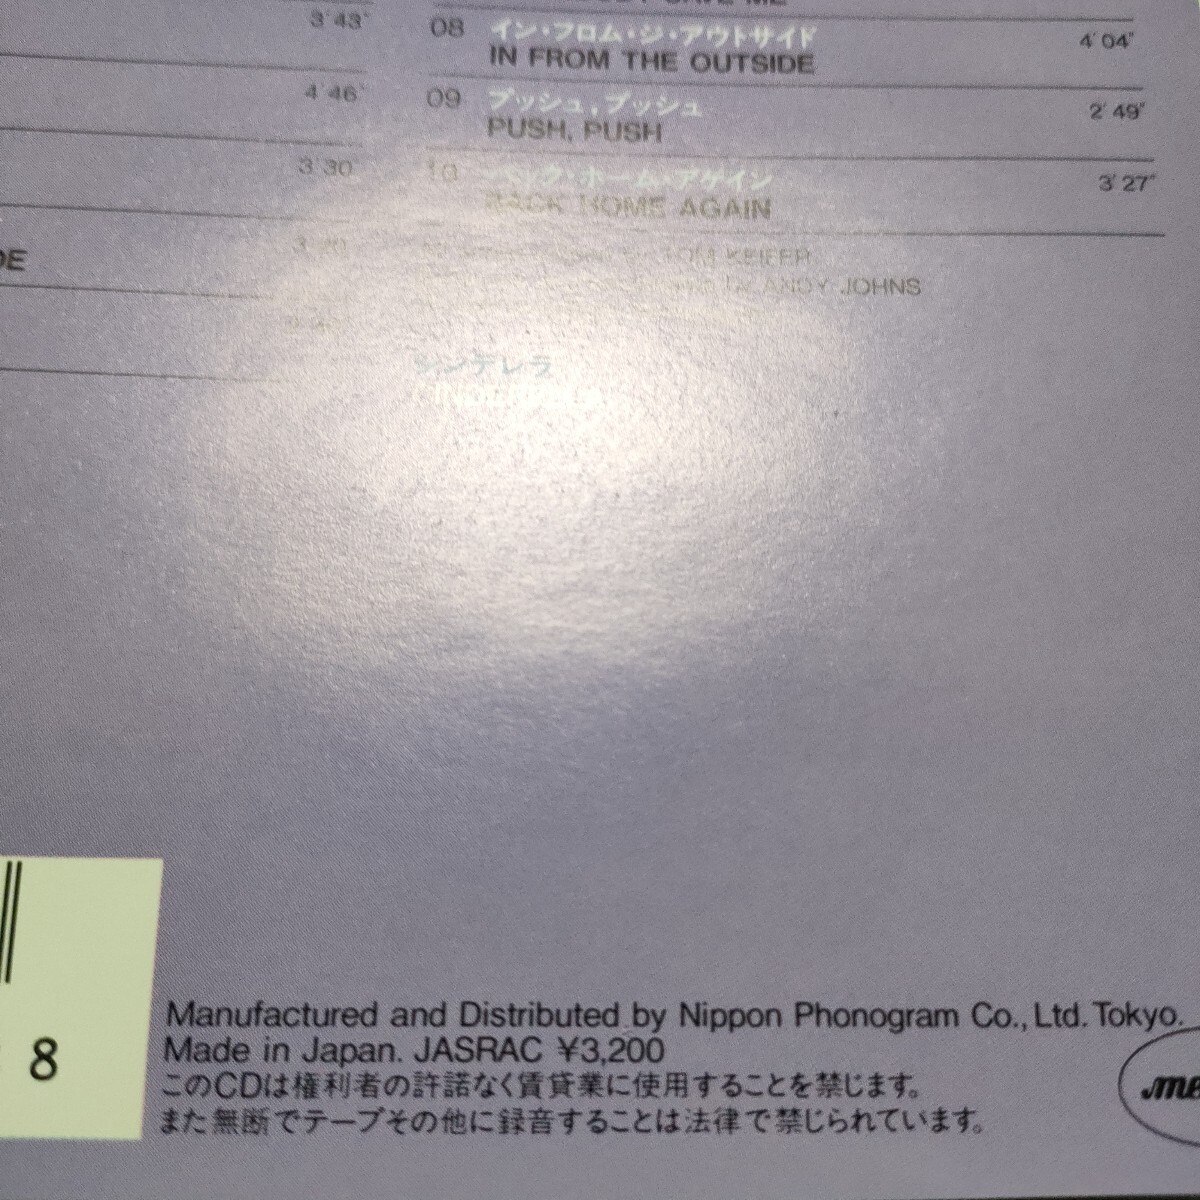 3'43"
4'46"
3'30
DE
08 イン・フロム・ジ・アウトサイド 4'04"
IN FROM THE OUTSIDE
09 プッシュ，プッシュ 2'49"
PUSH, PUSH
10 バック・ホーム・アゲイン 3'27"
BACK HOME AGAIN
TOM KEIFER
ANDY JOHNS
シンデレラ
8
Manufactured and Distributed by Nippon Phonogram Co., Ltd. Tokyo.
Made in Japan. JASRAC ¥3,200
このCDは権利者の許諾なく賃貸業に使用することを禁じます。
また無断でテープその他に録音することは法律で禁じられています。